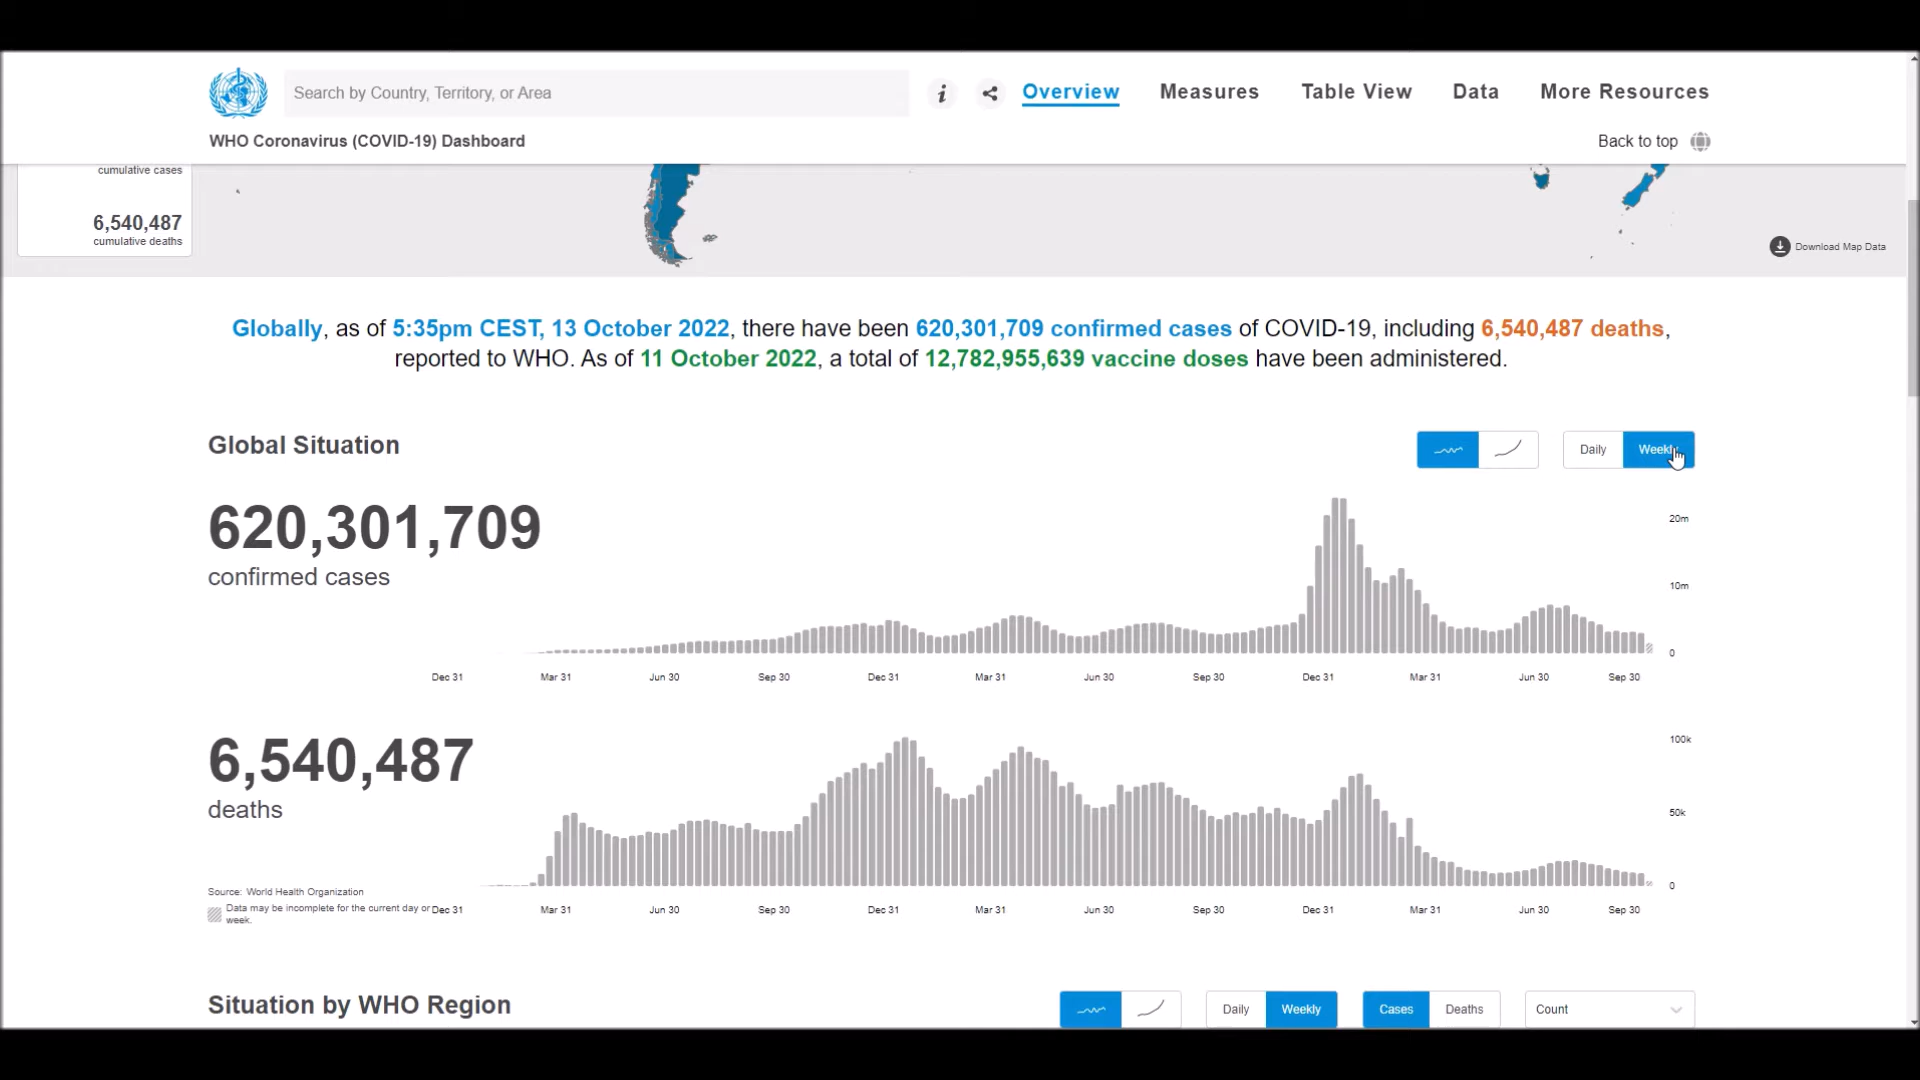 Search by Country, Territory, or Area
i
Overview
Measures
Table View
Data
More Resources
WHO Coronavirus (COVID-19) Dashboard
Back to top
cumulative cases
6,540,487
cumulative deaths
Download Map Data
Globally, as of 5:35pm CEST, 13 October 2022, there have been 620,301,709 confirmed cases of COVID-19, including 6,540,487 deaths,
reported to WHO. As of 11 October 2022, a total of 12,782,955,639 vaccine doses have been administered.
Global Situation
Daily
Weekly
620,301,709
confirmed cases
20m
10m
0
Dec 31
Mar 31
Jun 30
Sep 30
Dec 31
Mar 31
Jun 30
Sep 30
Dec 31
Mar 31
Jun 30
Sep 30
6,540,487
deaths
100k
50k
0
Source: World Health Organization
Data may be incomplete for the current day or
week.
Dec 31
Mar 31
Jun 30
Sep 30
Dec 31
Mar 31
Jun 30
Sep 30
Dec 31
Mar 31
Jun 30
Sep 30
Situation by WHO Region
Daily
Weekly
Cases
Deaths
Count